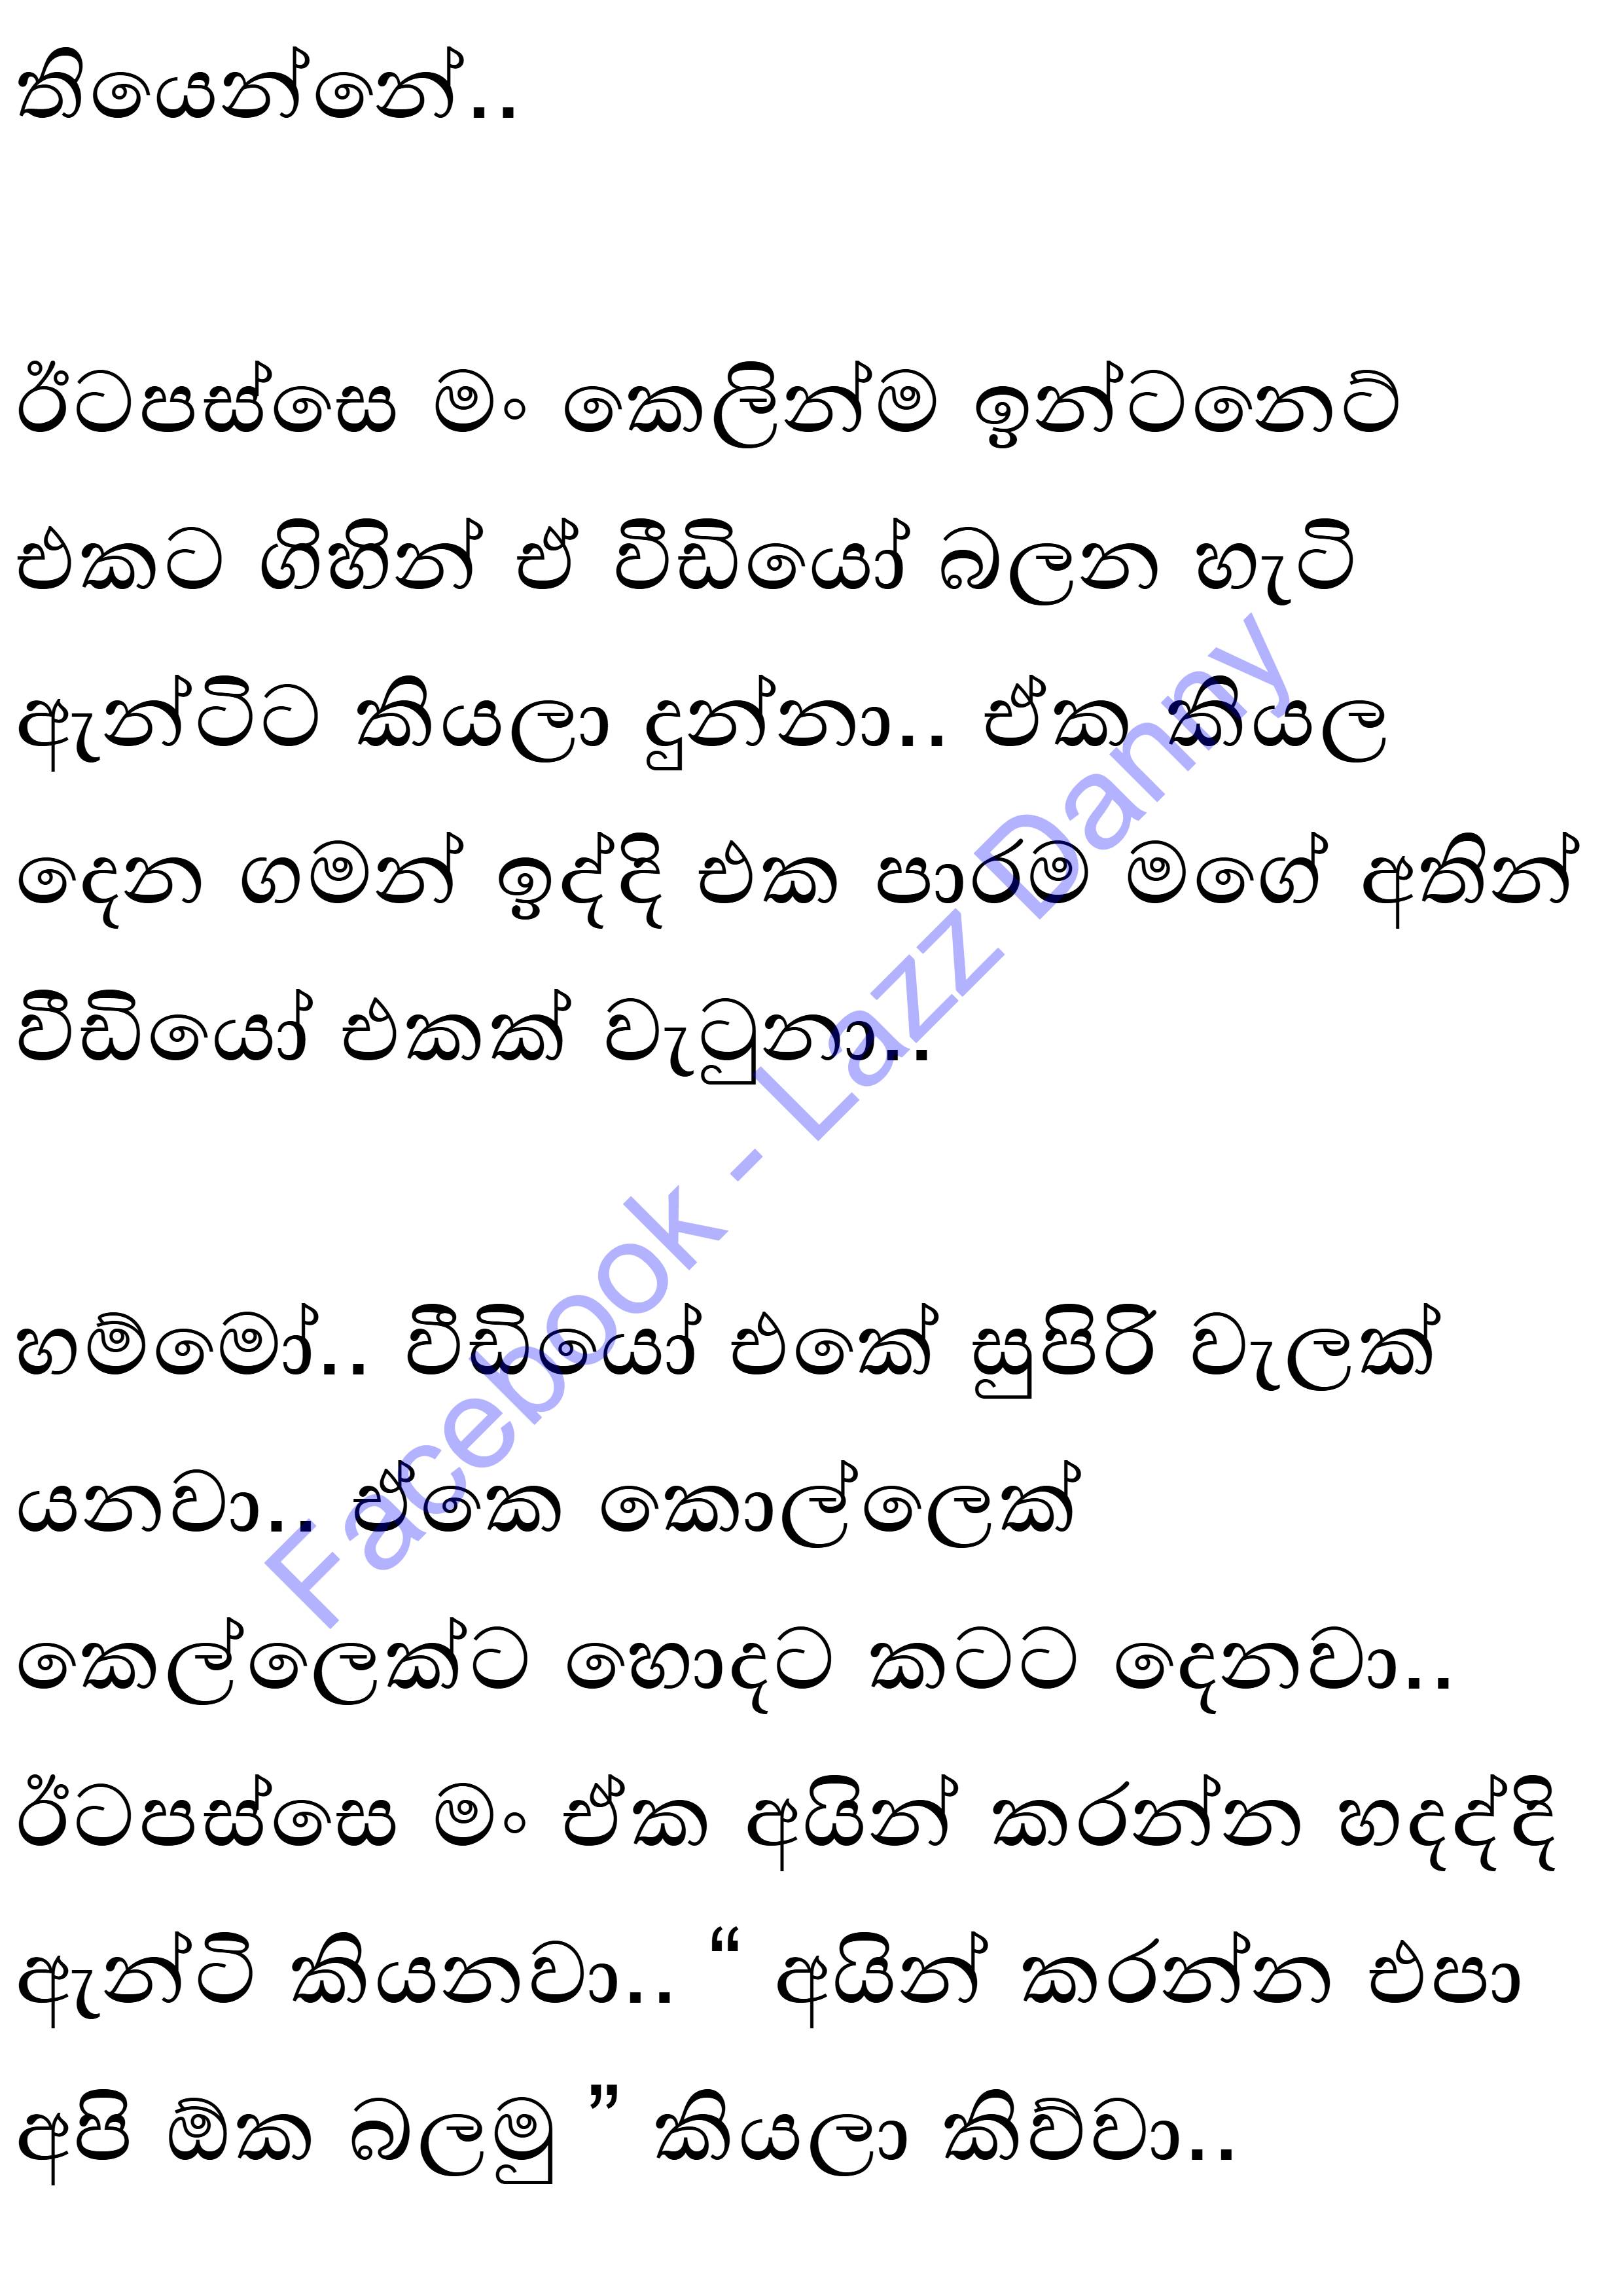 තියෙන්නේ..
ඊටපස්සෙ මං කෙලින්ම ඉන්ටනෙට්
එකට ගිහින් ඒ වීඩියෝ බලන හැටි
ඇන්ටිට කියලා දුන්නා.. ඒක කියල
දෙන ගමන් ඉද්දි එක පාරම මගේ අතින්
වීඩියෝ එකක් වැටුනා..
හම්මෝ.. වීඩියෝ එකේ සුපිරි වැලක්
යනවා.. ඒකෙ කොල්ලෙක්
කෙල්ලෙක්ට හොදට කටට දෙනවා..
ඊටපස්සෙ මං ඒක අයින් කරන්න හදද්දි
ඇන්ටි කියනවා.. “ අයින් කරන්න එපා
අපි ඕක බලමු ” කියලා කිව්වා..
Facebook - Lazz Danny